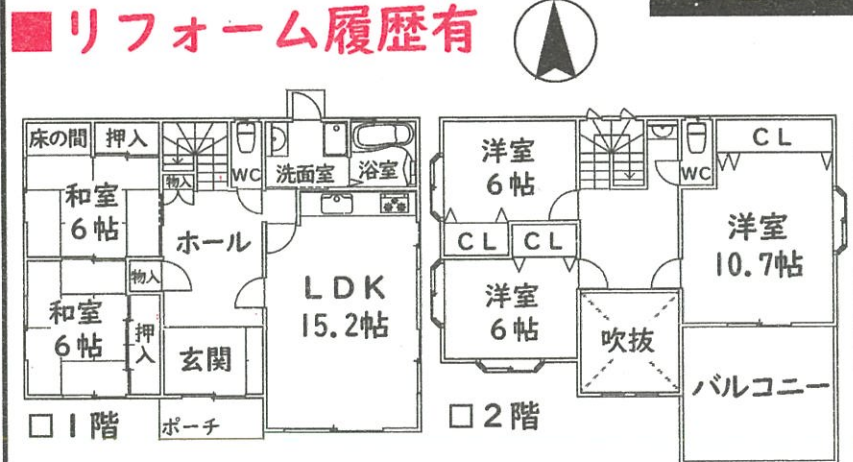 ■リフォーム履歴有
床の間
押入
物入
WC
洗面室
浴室
和室
6帖
ホール
物入
和室
6帖
押入
玄関
LDK
15.2帖
□1階
ポーチ
洋室
6帖
CL
CL
洋室
6帖
WC
CL
洋室
10.7帖
吹抜
バルコニー
□2階